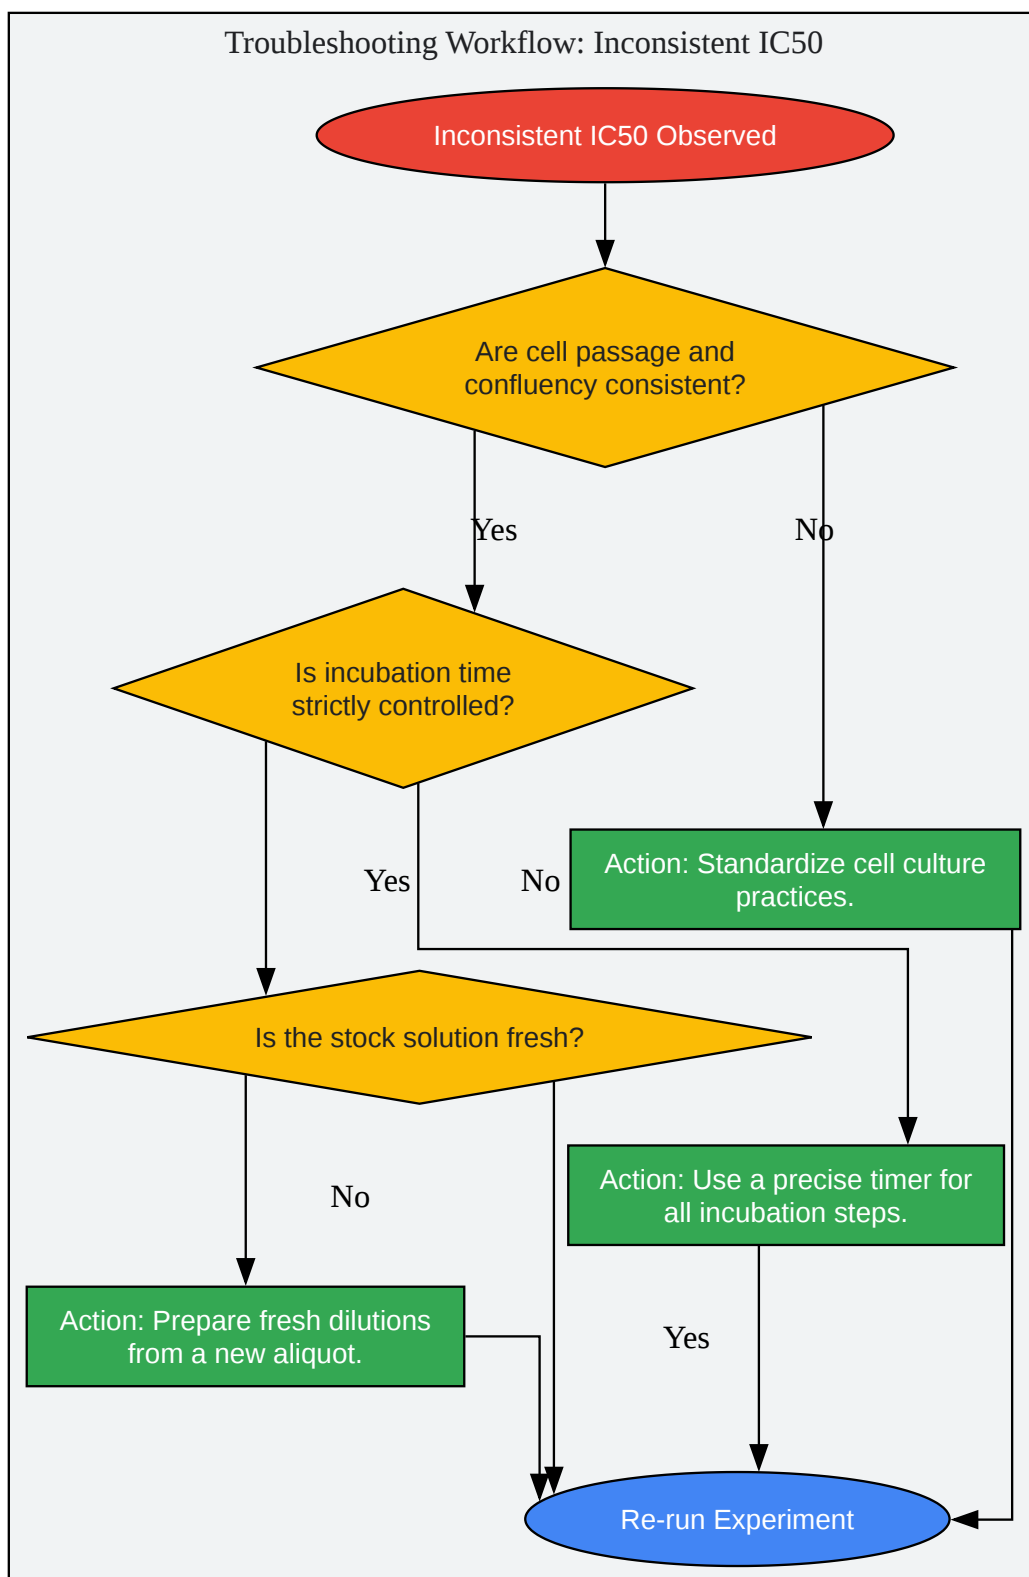 Troubleshooting Workflow: Inconsistent IC50
Inconsistent IC50 Observed
Are cell passage and
confluency consistent?
Yes
No
Is incubation time
strictly controlled?
Yes
No
Action: Standardize cell culture
practices.
Is the stock solution fresh?
No
Action: Use a precise timer for
all incubation steps.
Action: Prepare fresh dilutions
from a new aliquot.
Yes
Re-run Experiment